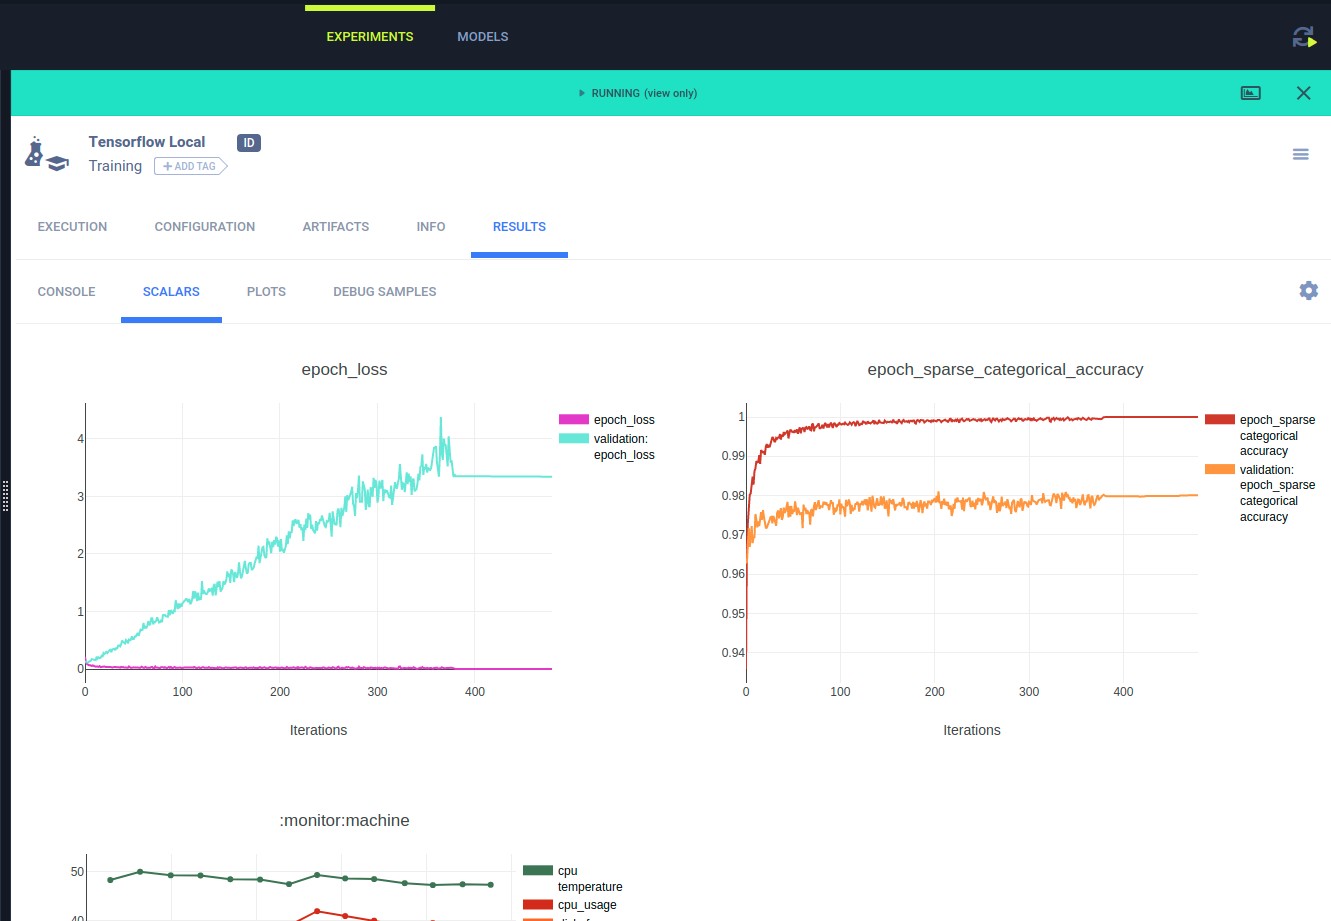 EXPERIMENTS MODELS
RUNNING (view only)
Tensorflow Local ID
Training + ADD TAG
EXECUTION CONFIGURATION ARTIFACTS INFO RESULTS
CONSOLE SCALARS PLOTS DEBUG SAMPLES
epoch_loss
4
3
2
1
0
0 100 200 300 400
Iterations
epoch_loss
validation:
epoch_loss
epoch_sparse_categorical_accuracy
1
0.99
0.98
0.97
0.96
0.95
0.94
0 100 200 300 400
Iterations
epoch_sparse
categorical
accuracy
validation:
epoch_sparse
categorical
accuracy
:monitor:machine
50
40
cpu
temperature
cpu_usage